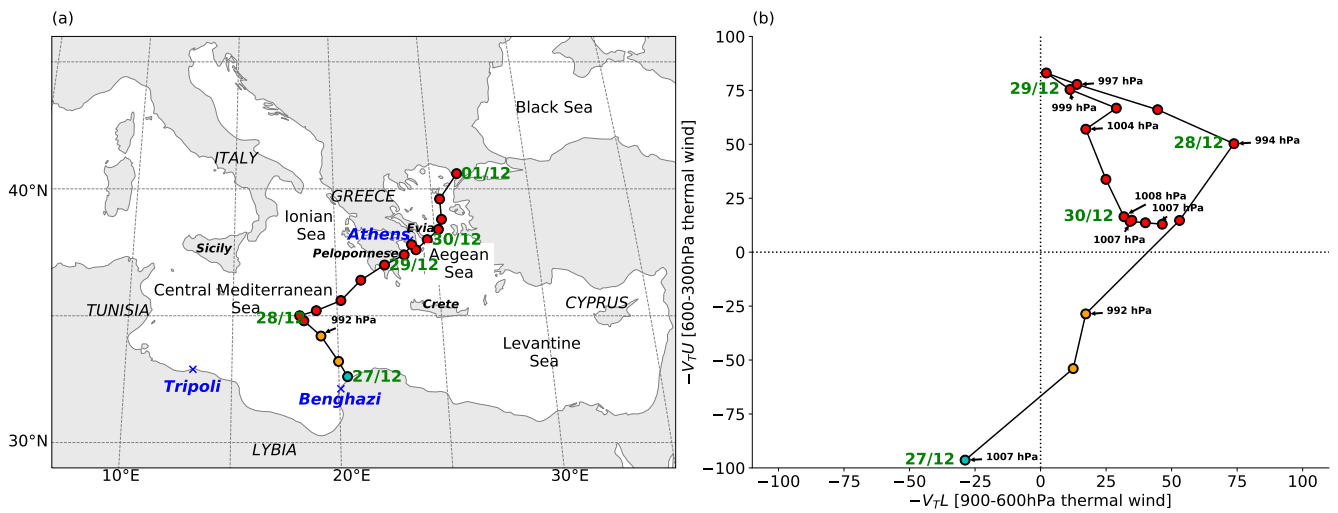 (a)
Black Sea
ITALY
01/12
40°N
GREECE
Ionian
Sea
Evia
Athens
30/12
Sicily
Peloponnese
Aegean
Sea
29/12
TUNISIA
Central Mediterranean
Sea
Crete
CYPRUS
28/12
992 hPa
Levantine
Sea
27/12
Tripoli
Benghazi
30°N
LYBIA
10°E
20°E
30°E
(b)
100
75
50
25
0
−25
−50
−75
−100
−V_TU [600-300hPa thermal wind]
997 hPa
29/12
999 hPa
1004 hPa
28/12
994 hPa
1008 hPa
1007 hPa
30/12
1007 hPa
992 hPa
27/12
1007 hPa
−100
−75
−50
−25
0
25
50
75
100
−V_TL [900-600hPa thermal wind]